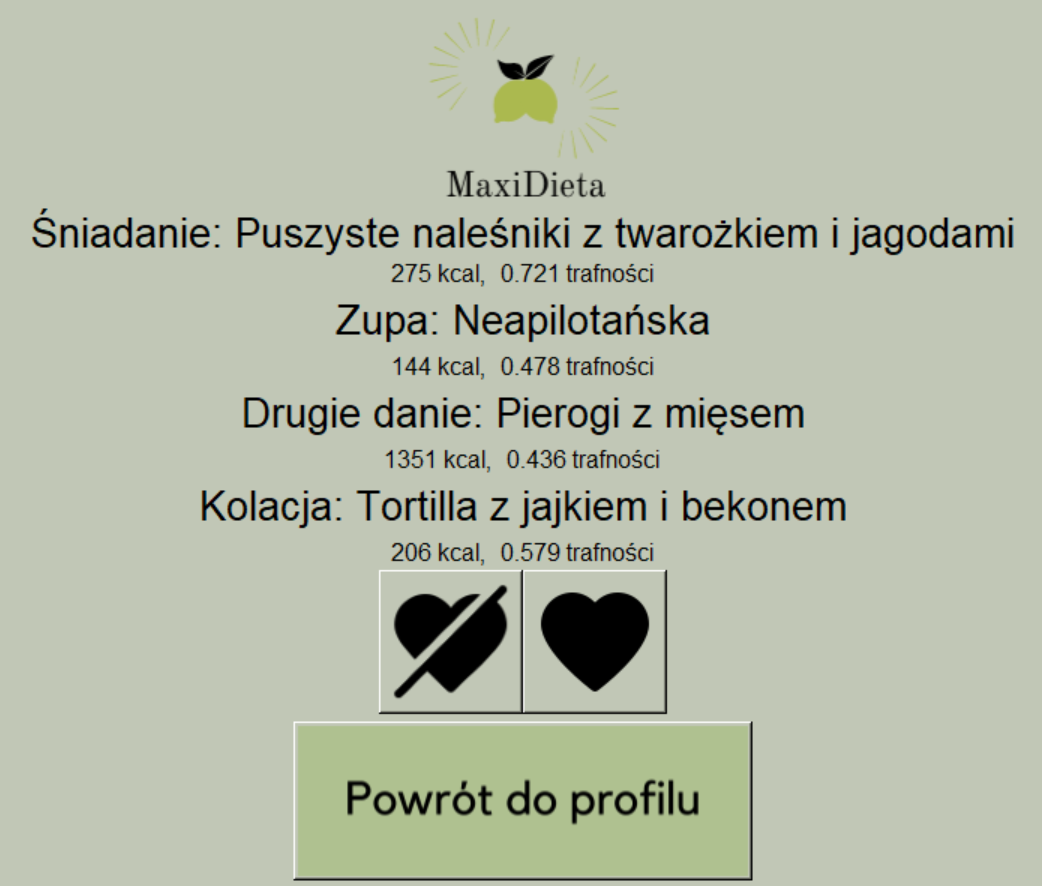 MaxiDieta
Śniadanie: Puszyste naleśniki z twarożkiem i jagodami
275 kcal, 0.721 trafności
Zupa: Neapilotańska
144 kcal, 0.478 trafności
Drugie danie: Pierogi z mięsem
1351 kcal, 0.436 trafności
Kolacja: Tortilla z jajkiem i bekonem
206 kcal, 0.579 trafności
Powrót do profilu